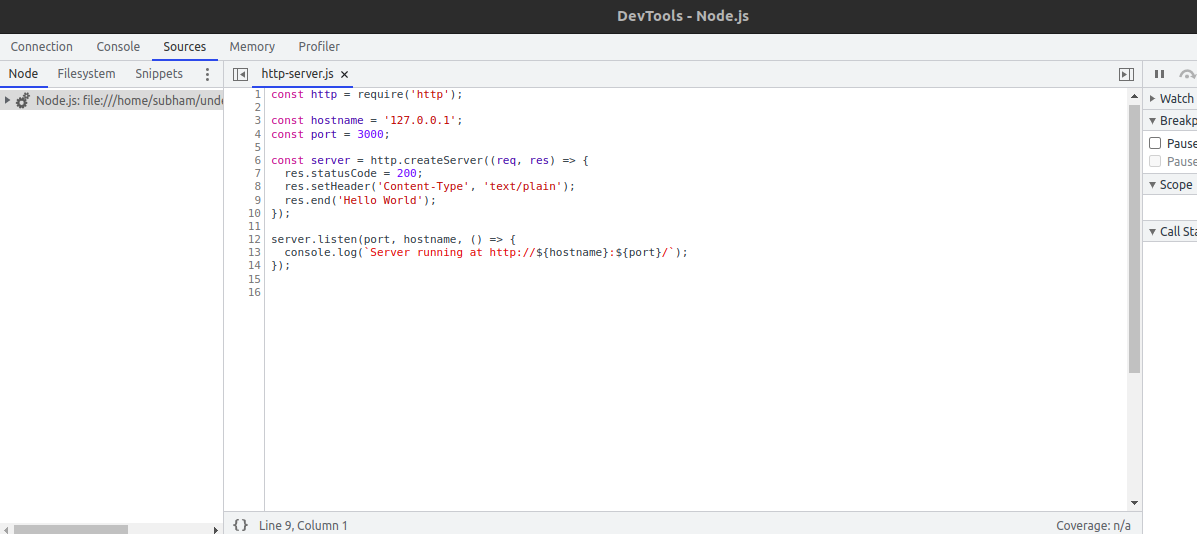 DevTools - Node.js
Connection Console Sources Memory Profiler
Node Filesystem Snippets http-server.js
Node.js: file:///home/subham/unde
1 const http = require('http');
2
3 const hostname = '127.0.0.1';
4 const port = 3000;
5
6 const server = http.createServer((req, res) => {
7 res.statusCode = 200;
8 res.setHeader('Content-Type', 'text/plain');
9 res.end('Hello World');
10 });
11
12 server.listen(port, hostname, () => {
13 console.log(`Server running at http://${hostname}:${port}/`);
14 });
15
16
Watch
Breakp
Pause
Pause
Scope
Call Sta
{} Line 9, Column 1 Coverage: n/a